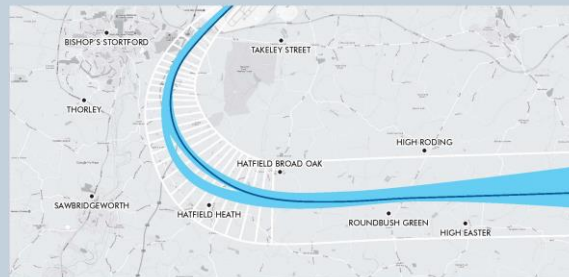 BISHOP'S STORTFORD
TAKELEY STREET
THORLEY
HIGH RODING
HATFIELD BROAD OAK
SAWBRIDGEWORTH
HATFIELD HEATH
ROUNDBUSH GREEN
HIGH EASTER